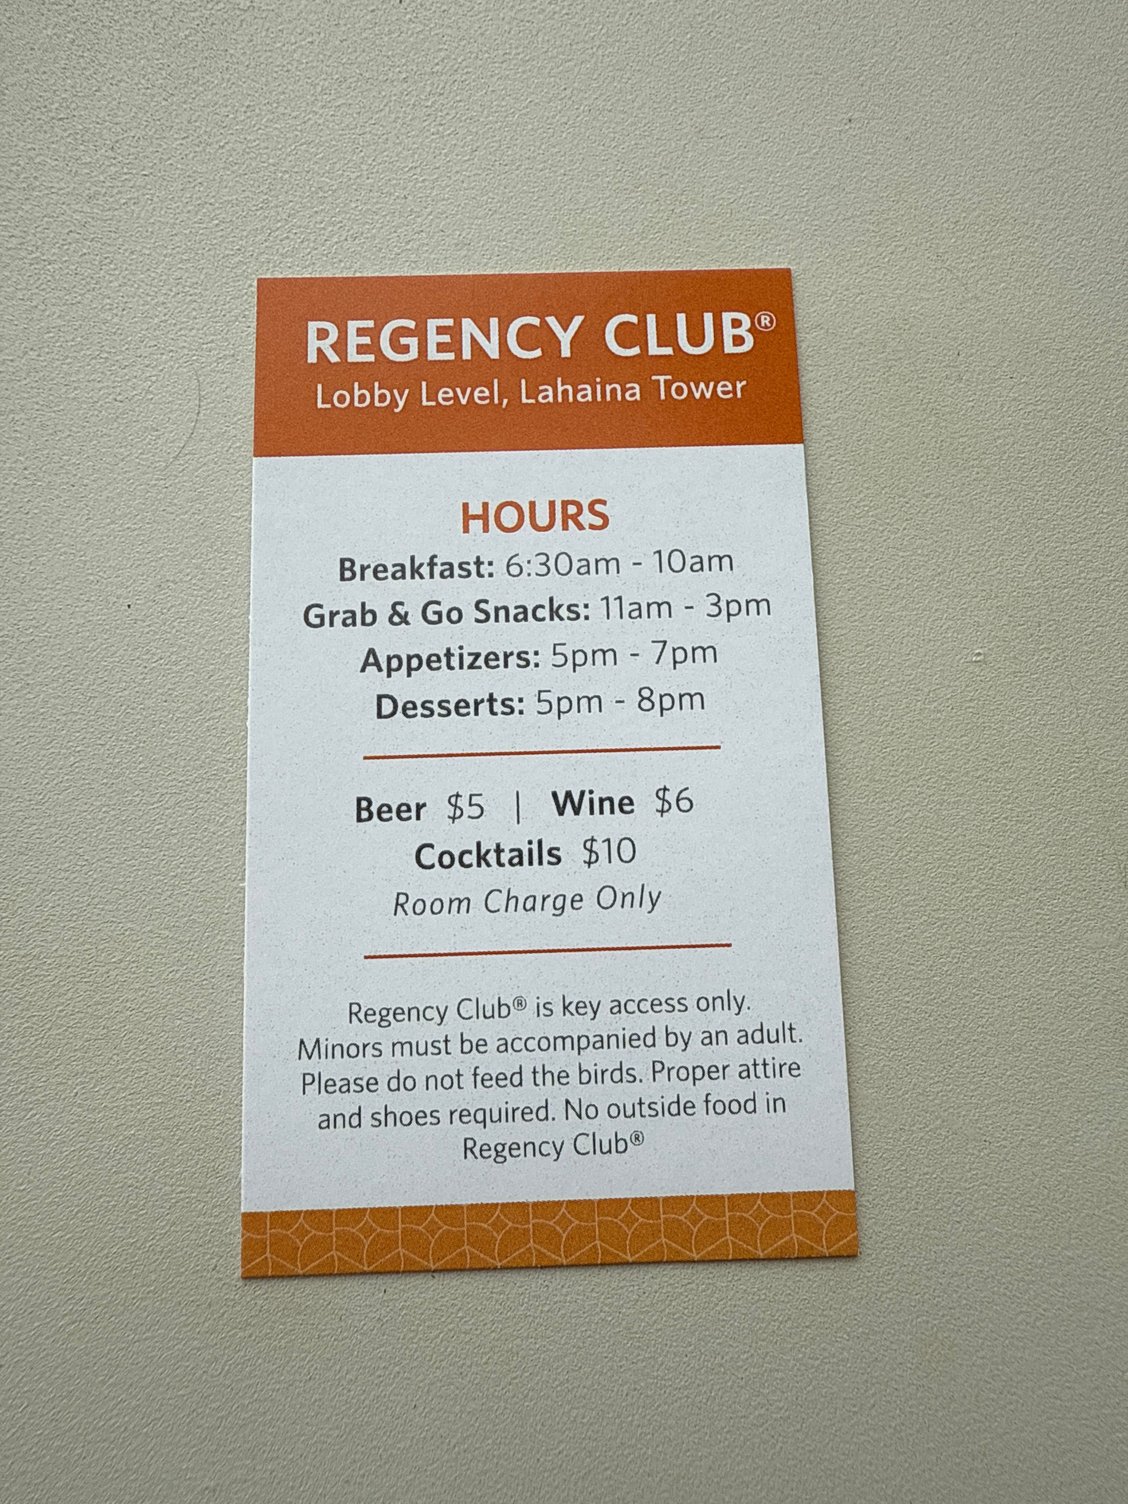 REGENCY CLUB®
Lobby Level, Lahaina Tower
HOURS
Breakfast: 6:30am - 10am
Grab & Go Snacks: 11am - 3pm
Appetizers: 5pm - 7pm
Desserts: 5pm - 8pm
Beer $5 | Wine $6
Cocktails $10
Room Charge Only
Regency Club® is key access only.
Minors must be accompanied by an adult.
Please do not feed the birds. Proper attire
and shoes required. No outside food in
Regency Club®